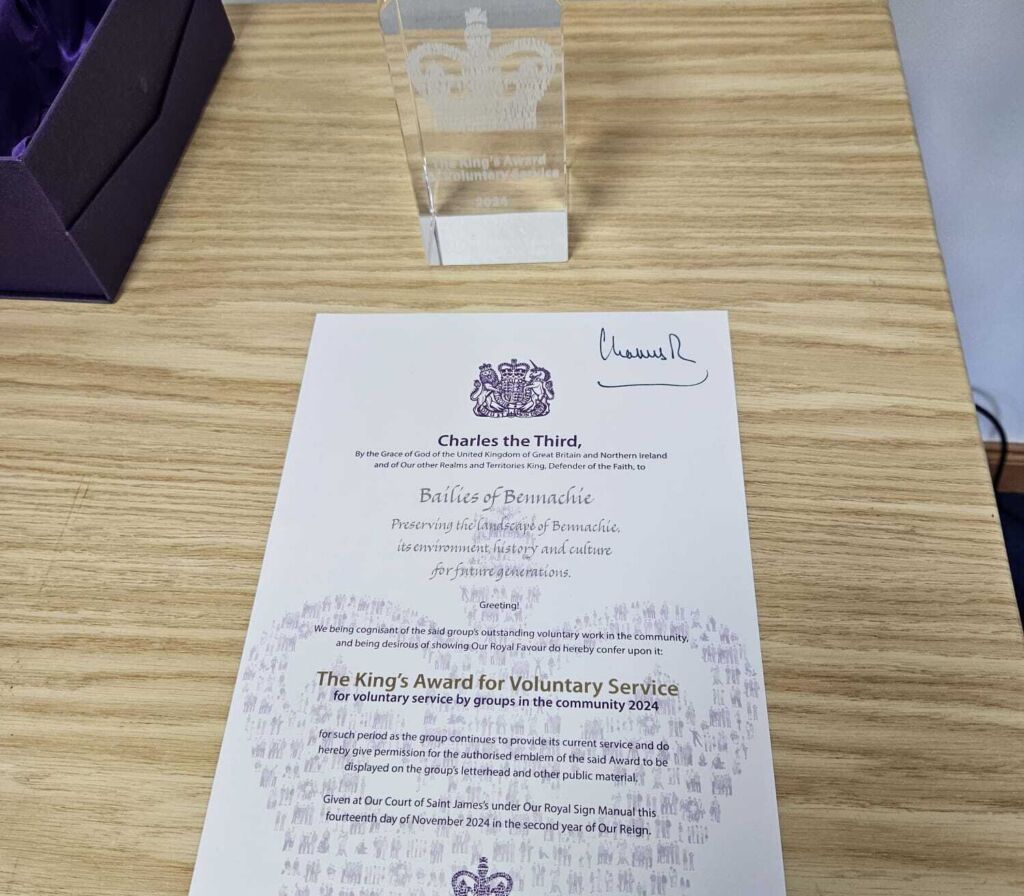 The King's Award
for Voluntary Service
2024
Charles R
Charles the Third,
By the Grace of God of the United Kingdom of Great Britain and Northern Ireland
and of Our other Realms and Territories King, Defender of the Faith, to
Bailies of Bennachie
Preserving the landscape of Bennachie,
its environment, history and culture
for future generations.
Greeting!
We being cognisant of the said group's outstanding voluntary work in the community,
and being desirous of showing Our Royal Favour do hereby confer upon it:
The King's Award for Voluntary Service
for voluntary service by groups in the community 2024
for such period as the group continues to provide its current service and do
hereby give permission for the authorised emblem of the said Award to be
displayed on the group's letterhead and other public material.
Given at Our Court of Saint James's under Our Royal Sign Manual this
fourteenth day of November 2024 in the second year of Our Reign.